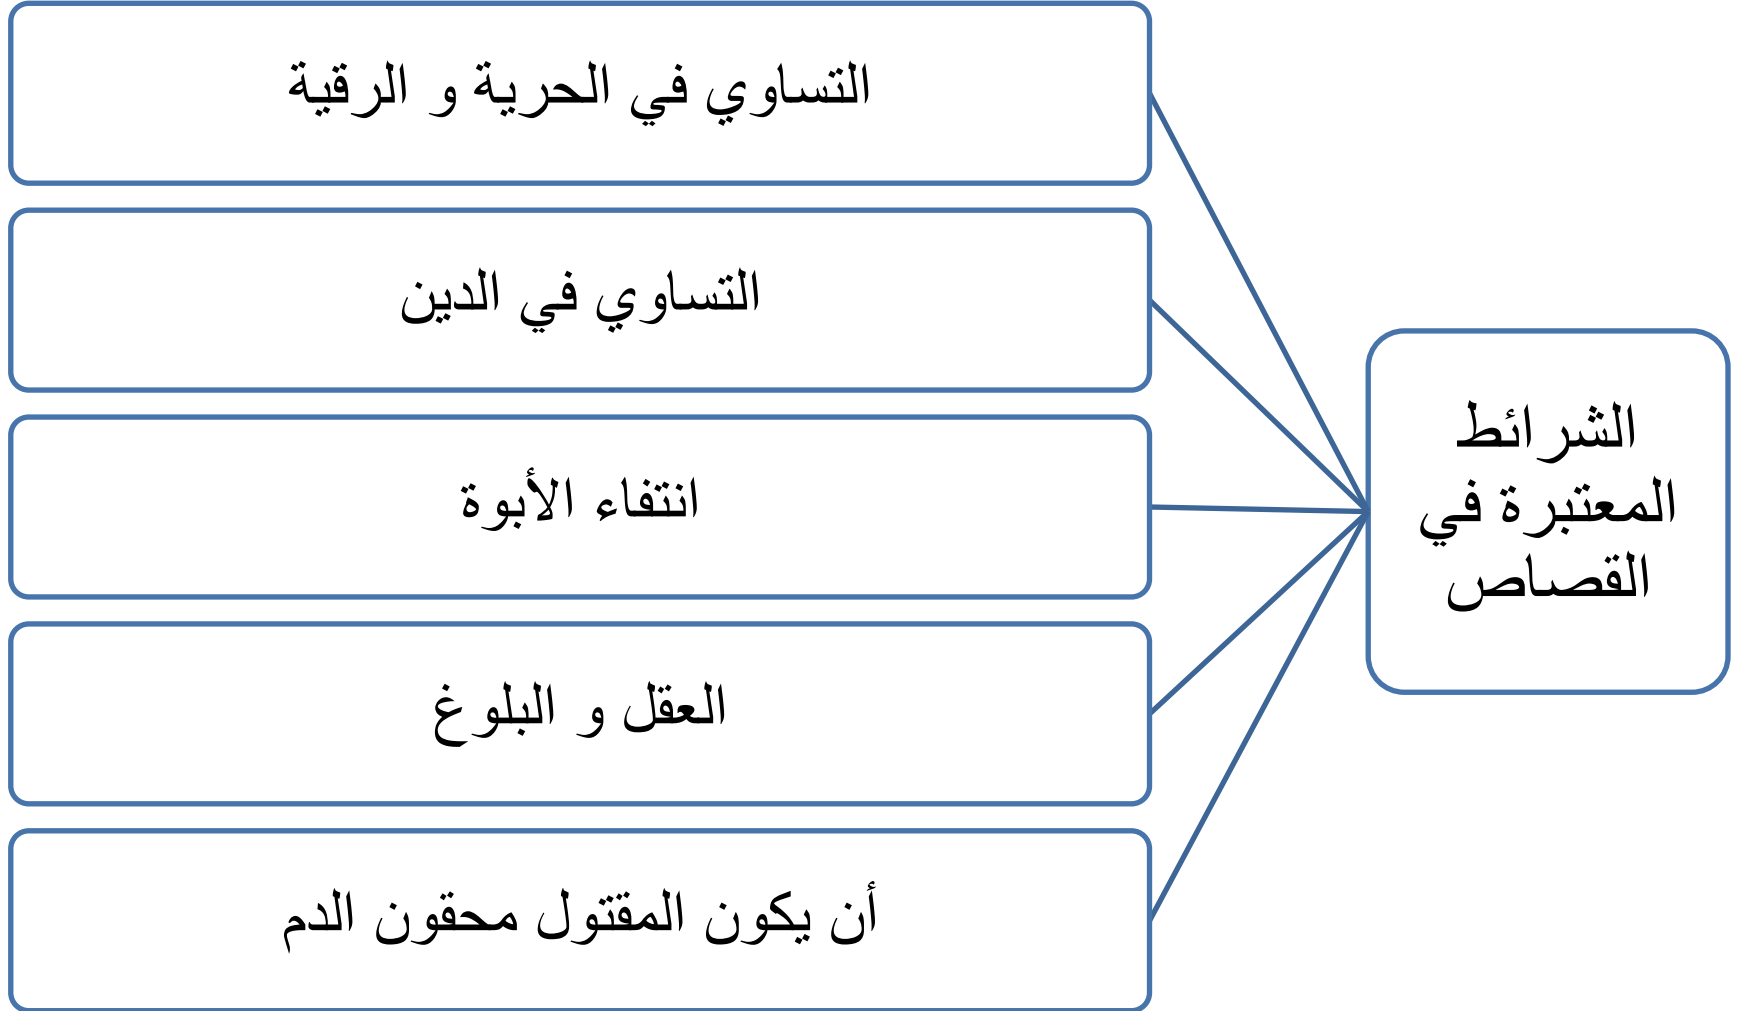 الشرائط
المعتبرة في
القصاص
التساوي في الحرية و الرقية
التساوي في الدين
انتفاء الأبوة
العقل و البلوغ
أن يكون المقتول محقون الدم